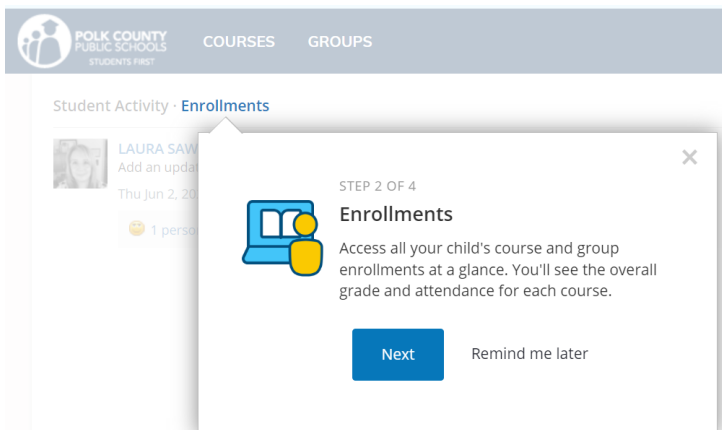 POLK COUNTY
PUBLIC SCHOOLS
STUDENTS FIRST
COURSES GROUPS
Student Activity · Enrollments
LAURA SAW
Add an updat
Thu Jun 2, 20
1 perso
STEP 2 OF 4
Enrollments
Access all your child's course and group
enrollments at a glance. You'll see the overall
grade and attendance for each course.
Next Remind me later